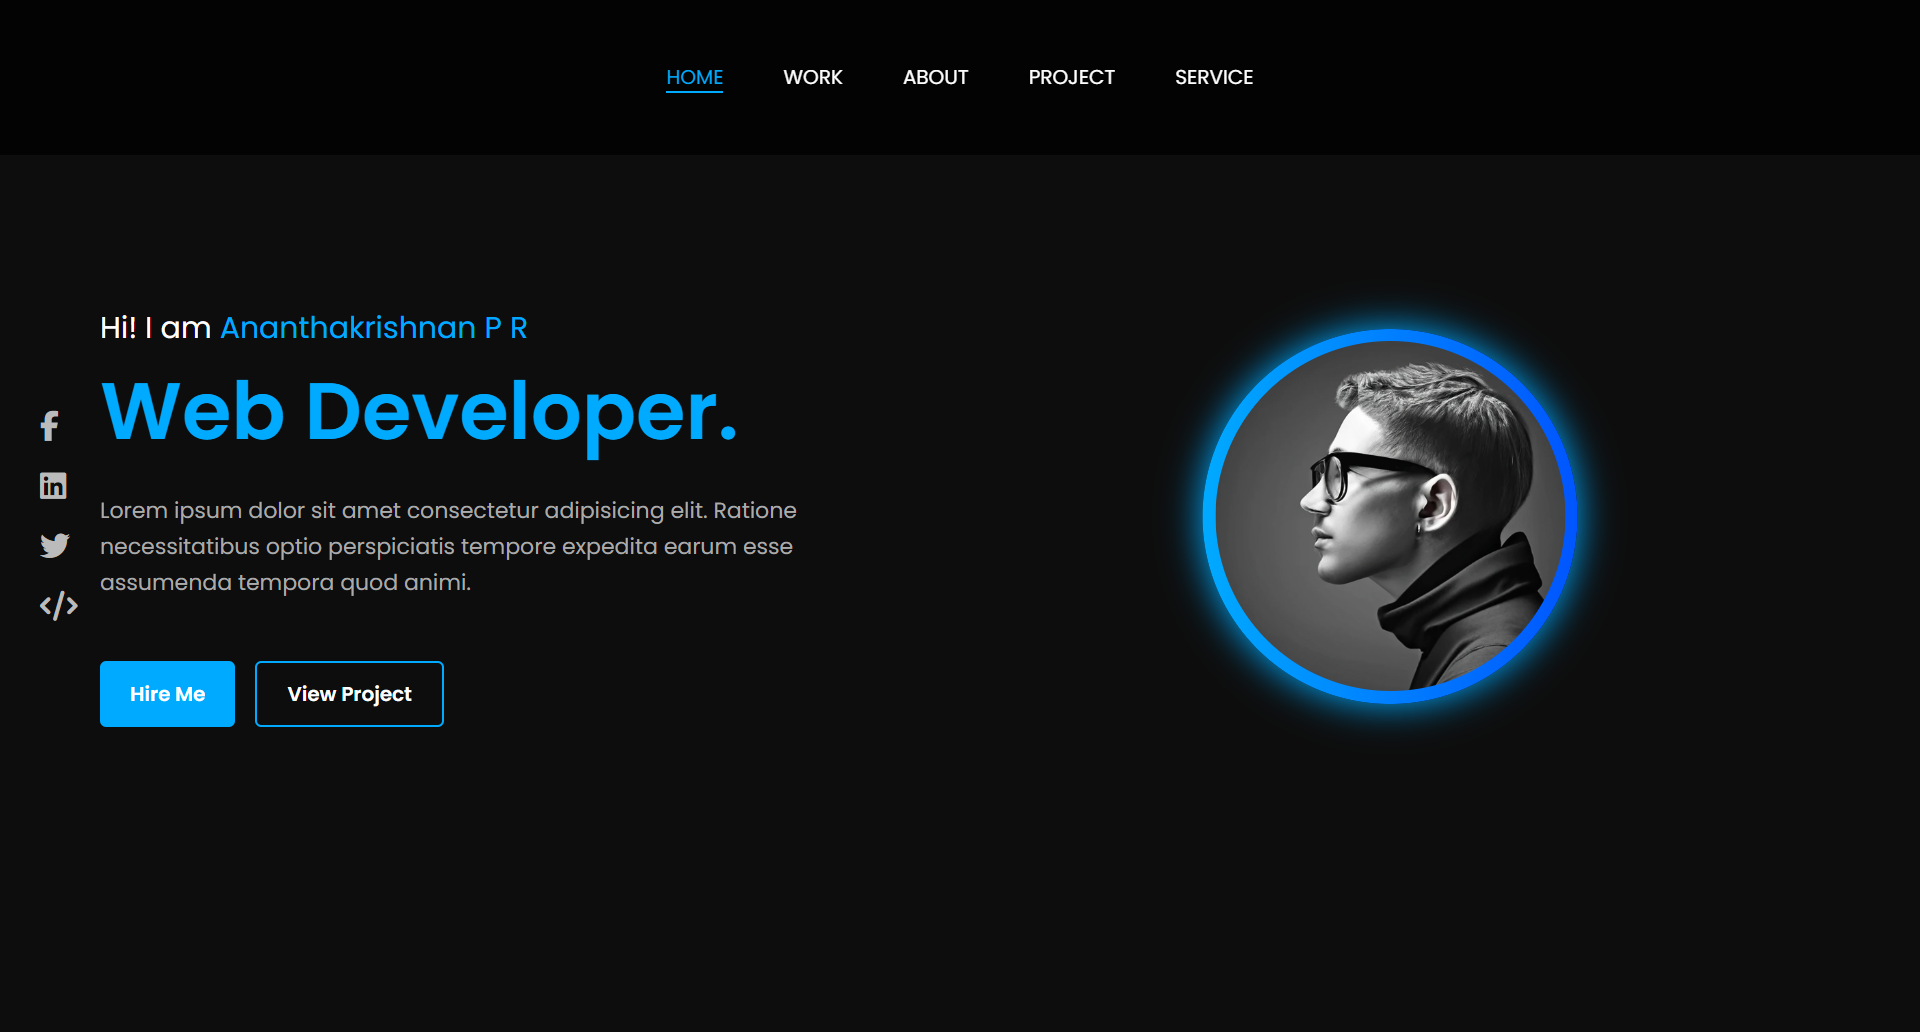 HOME WORK ABOUT PROJECT SERVICE
Hi! I am Ananthakrishnan P R
Web Developer.
Lorem ipsum dolor sit amet consectetur adipisicing elit. Ratione
necessitatibus optio perspiciatis tempore expedita earum esse
assumenda tempora quod animi.
Hire Me View Project